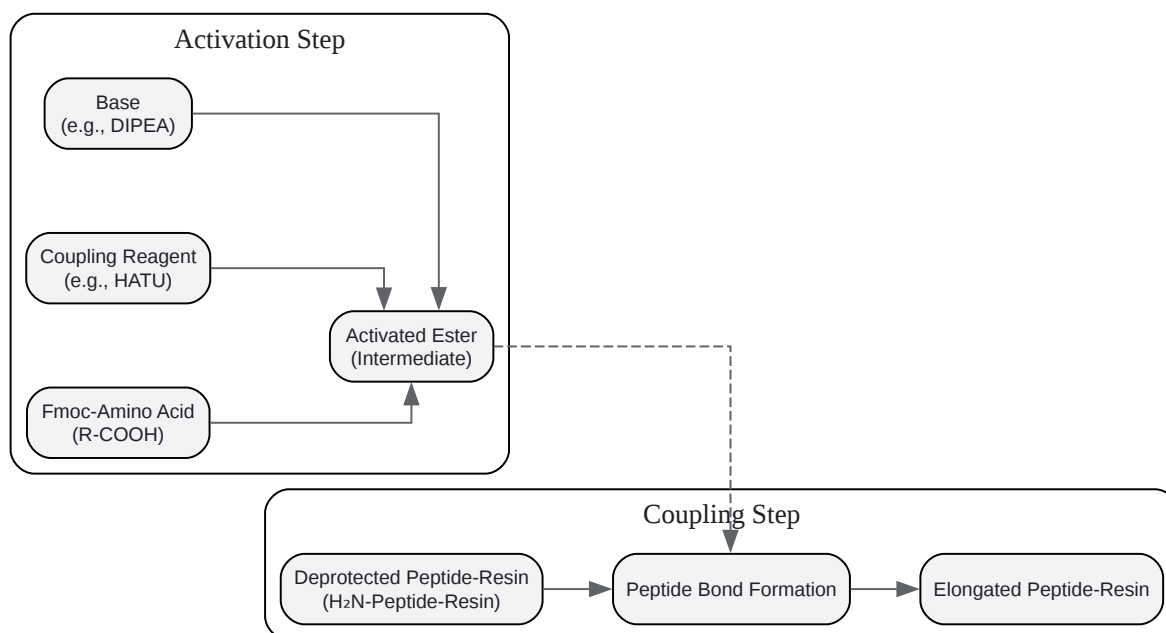 Activation Step
Base
(e.g., DIPEA)
Coupling Reagent
(e.g., HATU)
Activated Ester
(Intermediate)
Fmoc-Amino Acid
(R-COOH)
Coupling Step
Deprotected Peptide-Resin
(H₂N-Peptide-Resin)
Peptide Bond Formation
Elongated Peptide-Resin